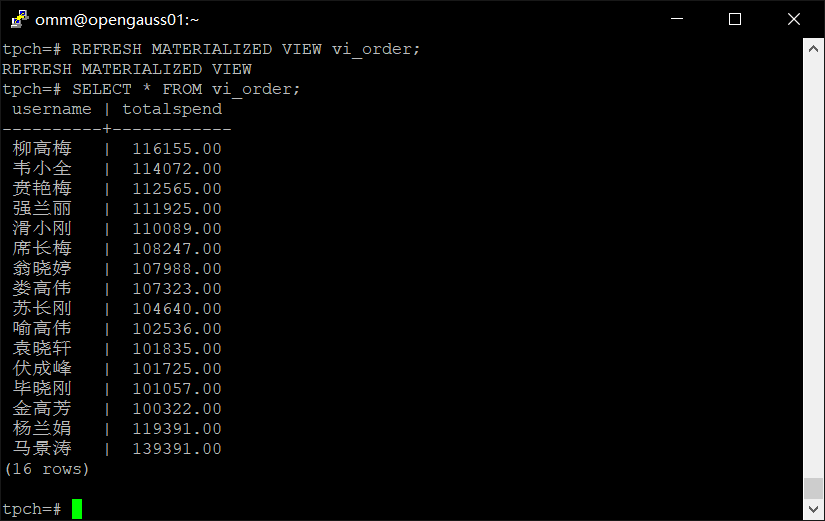 omm@opengauss01:~
tpch=# REFRESH MATERIALIZED VIEW vi_order;
REFRESH MATERIALIZED VIEW
tpch=# SELECT * FROM vi_order;
 username | totalspend
----------+------------
 柳高梅   |  116155.00
 韦小全   |  114072.00
 贲艳梅   |  112565.00
 强兰丽   |  111925.00
 滑小刚   |  110089.00
 席长梅   |  108247.00
 翁晓婷   |  107988.00
 娄高伟   |  107323.00
 苏长刚   |  104640.00
 喻高伟   |  102536.00
 袁晓轩   |  101835.00
 伏成峰   |  101725.00
 毕晓刚   |  101057.00
 金高芳   |  100322.00
 杨兰娟   |  119391.00
 马景涛   |  139391.00
(16 rows)
tpch=#